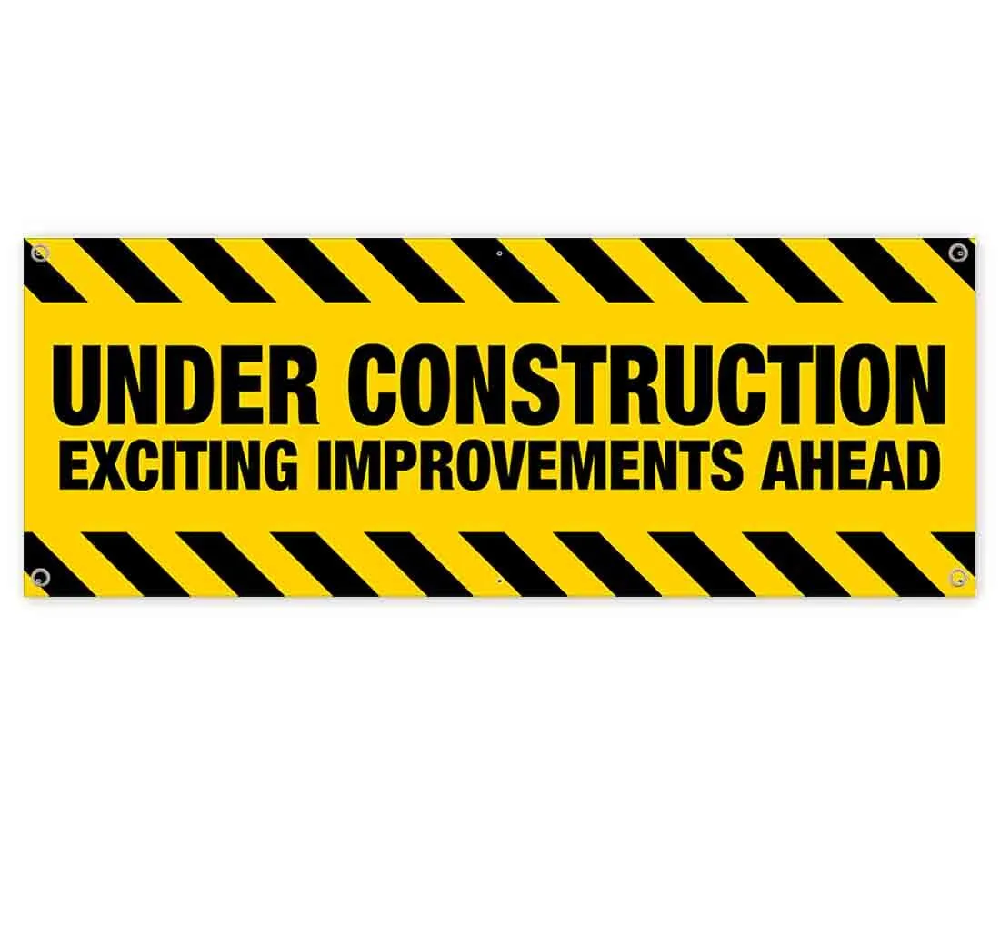 UNDER CONSTRUCTION
EXCITING IMPROVEMENTS AHEAD